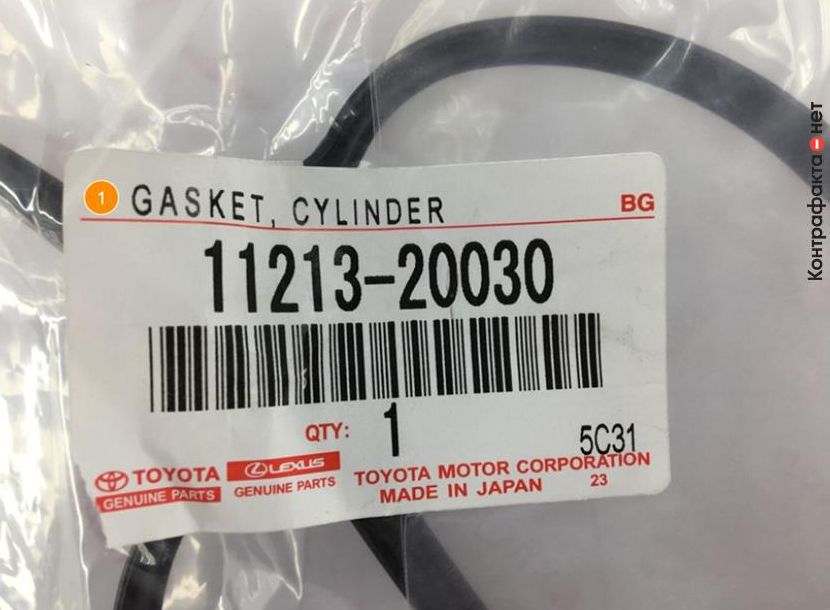 1
GASKET, CYLINDER
BG
11213-20030
QTY: 1
5C31
TOYOTA
GENUINE PARTS
LEXUS
GENUINE PARTS
TOYOTA MOTOR CORPORATION
MADE IN JAPAN
23
Контрафакта-нет